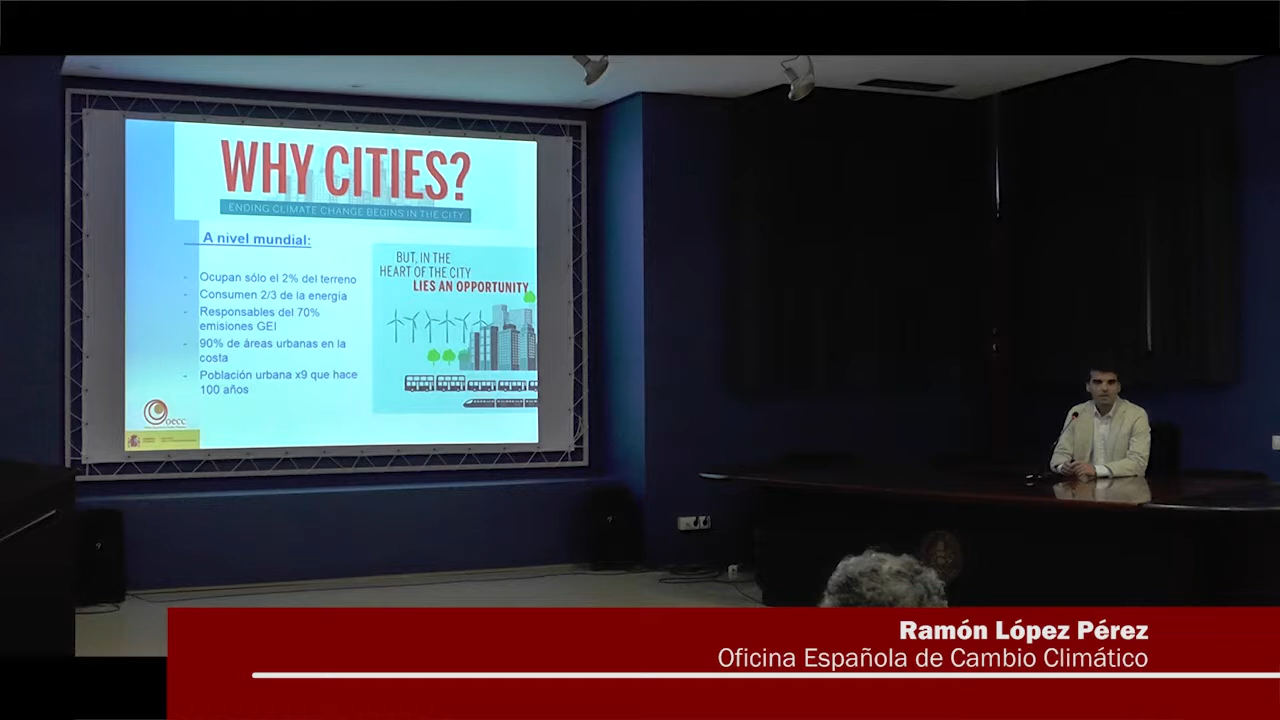 WHY CITIES?
ENDING CLIMATE CHANGE BEGINS IN THE CITY
A nivel mundial:
- Ocupan sólo el 2% del terreno
- Consumen 2/3 de la energía
- Responsables del 70%
emisiones GEI
- 90% de áreas urbanas en la
costa
- Población urbana x9 que hace
100 años
BUT, IN THE
HEART OF THE CITY
LIES AN OPPORTUNITY
oecc
Ramón López Pérez
Oficina Española de Cambio Climático